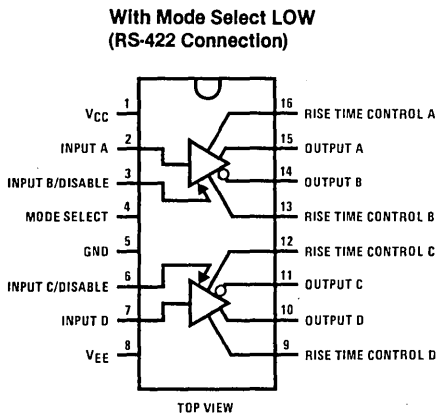 With Mode Select LOW
(RS-422 Connection)
VCC 1
16 RISE TIME CONTROL A
INPUT A 2
15 OUTPUT A
INPUT B/DISABLE 3
14 OUTPUT B
MODE SELECT 4
13 RISE TIME CONTROL B
GND 5
12 RISE TIME CONTROL C
INPUT C/DISABLE 6
11 OUTPUT C
INPUT D 7
10 OUTPUT D
VEE 8
9 RISE TIME CONTROL D
TOP VIEW